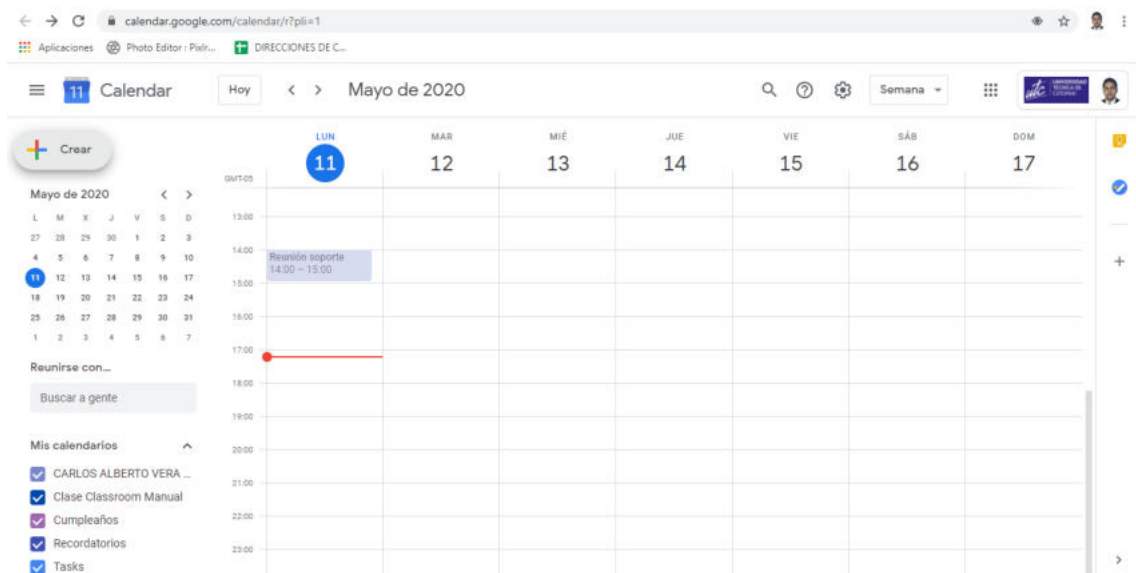 calendar.google.com/calendar/r?pli=1
Aplicaciones
Photo Editor : Pixlr...
DIRECCIONES DE C...
11 Calendar
Hoy
Mayo de 2020
Semana
utc UNIVERSIDAD
TÉCNICA DE
COTOPAXI
Crear
LUN MAR MIÉ JUE VIE SÁB DOM
11 12 13 14 15 16 17
GMT-05
Mayo de 2020
L M X J V S D
27 28 29 30 1 2 3
4 5 6 7 8 9 10
11 12 13 14 15 16 17
18 19 20 21 22 23 24
25 26 27 28 29 30 31
1 2 3 4 5 6 7
Reunirse con...
Buscar a gente
Mis calendarios
CARLOS ALBERTO VERA ...
Clase Classroom Manual
Cumpleaños
Recordatorios
Tasks
13:00
14:00
Reunión soporte
14:00 – 15:00
15:00
16:00
17:00
18:00
19:00
20:00
21:00
22:00
23:00